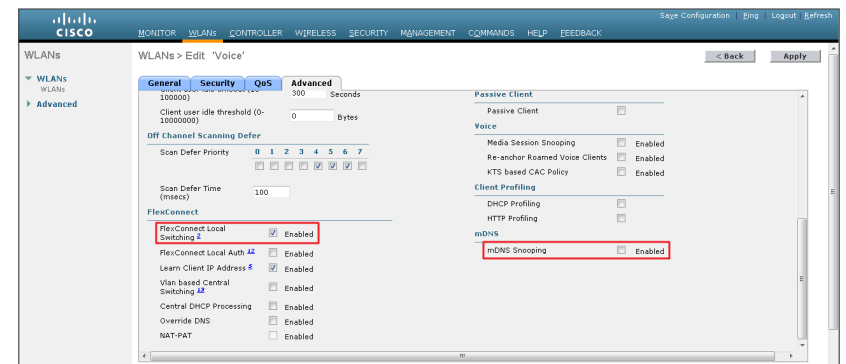 Save Configuration | Ping | Logout | Refresh
CISCO
MONITOR WLANs CONTROLLER WIRELESS SECURITY MANAGEMENT COMMANDS HELP FEEDBACK
WLANs
WLANs > Edit 'Voice'
< Back
Apply
WLANs
WLANs
Advanced
General
Security
QoS
Advanced
100000)
300
Seconds
Client user idle threshold (0-
10000000)
0
Bytes
Off Channel Scanning Defer
Scan Defer Priority
0 1 2 3 4 5 6 7
Scan Defer Time
(msecs)
100
FlexConnect
FlexConnect Local
Switching 2
Enabled
FlexConnect Local Auth 12
Enabled
Learn Client IP Address 5
Enabled
Vlan based Central
Switching 13
Enabled
Central DHCP Processing
Enabled
Override DNS
Enabled
NAT-PAT
Enabled
Passive Client
Passive Client
Voice
Media Session Snooping
Enabled
Re-anchor Roamed Voice Clients
Enabled
KTS based CAC Policy
Enabled
Client Profiling
DHCP Profiling
HTTP Profiling
mDNS
mDNS Snooping
Enabled